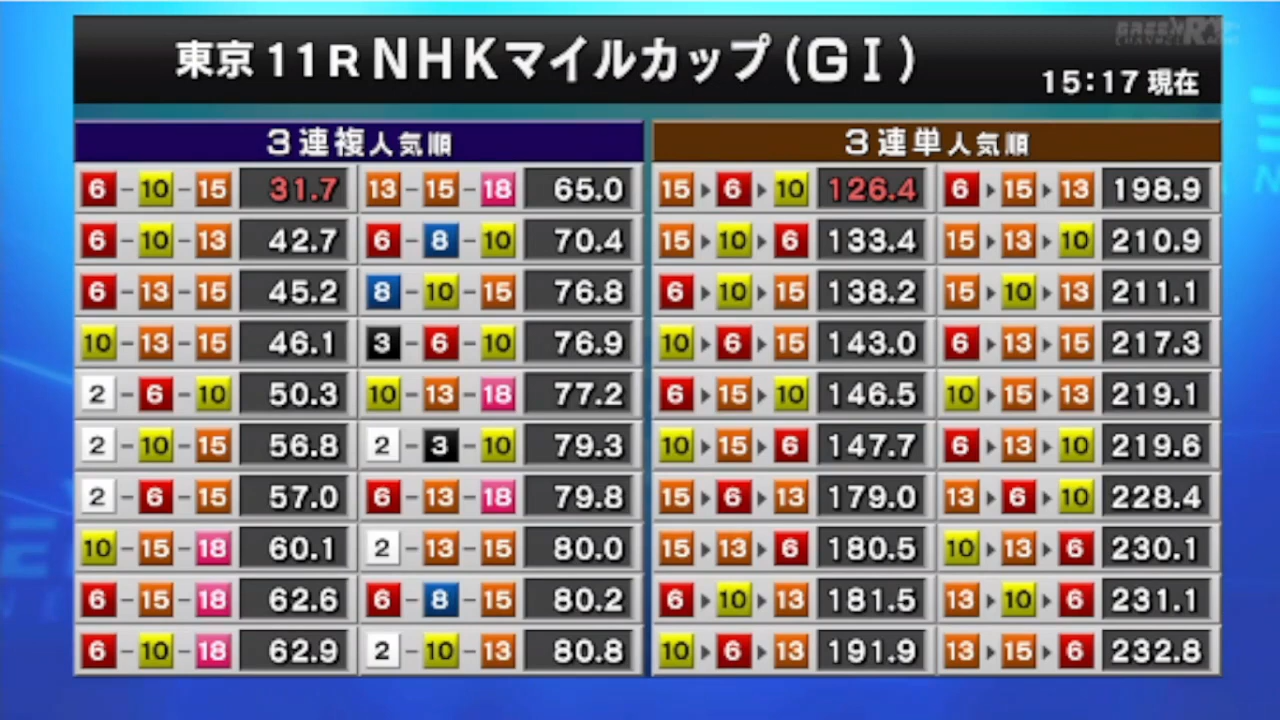 東京11R NHKマイルカップ(GI)
GREEN CHANNEL
15:17 現在
3連複人気順 3連単人気順
6-10-15 31.7 13-15-18 65.0 15▸6▸10 126.4 6▸15▸13 198.9
6-10-13 42.7 6-8-10 70.4 15▸10▸6 133.4 15▸13▸10 210.9
6-13-15 45.2 8-10-15 76.8 6▸10▸15 138.2 15▸10▸13 211.1
10-13-15 46.1 3-6-10 76.9 10▸6▸15 143.0 6▸13▸15 217.3
2-6-10 50.3 10-13-18 77.2 6▸15▸10 146.5 10▸15▸13 219.1
2-10-15 56.8 2-3-10 79.3 10▸15▸6 147.7 6▸13▸10 219.6
2-6-15 57.0 6-13-18 79.8 15▸6▸13 179.0 13▸6▸10 228.4
10-15-18 60.1 2-13-15 80.0 15▸13▸6 180.5 10▸13▸6 230.1
6-15-18 62.6 6-8-15 80.2 6▸10▸13 181.5 13▸10▸6 231.1
6-10-18 62.9 2-10-13 80.8 10▸6▸13 191.9 13▸15▸6 232.8